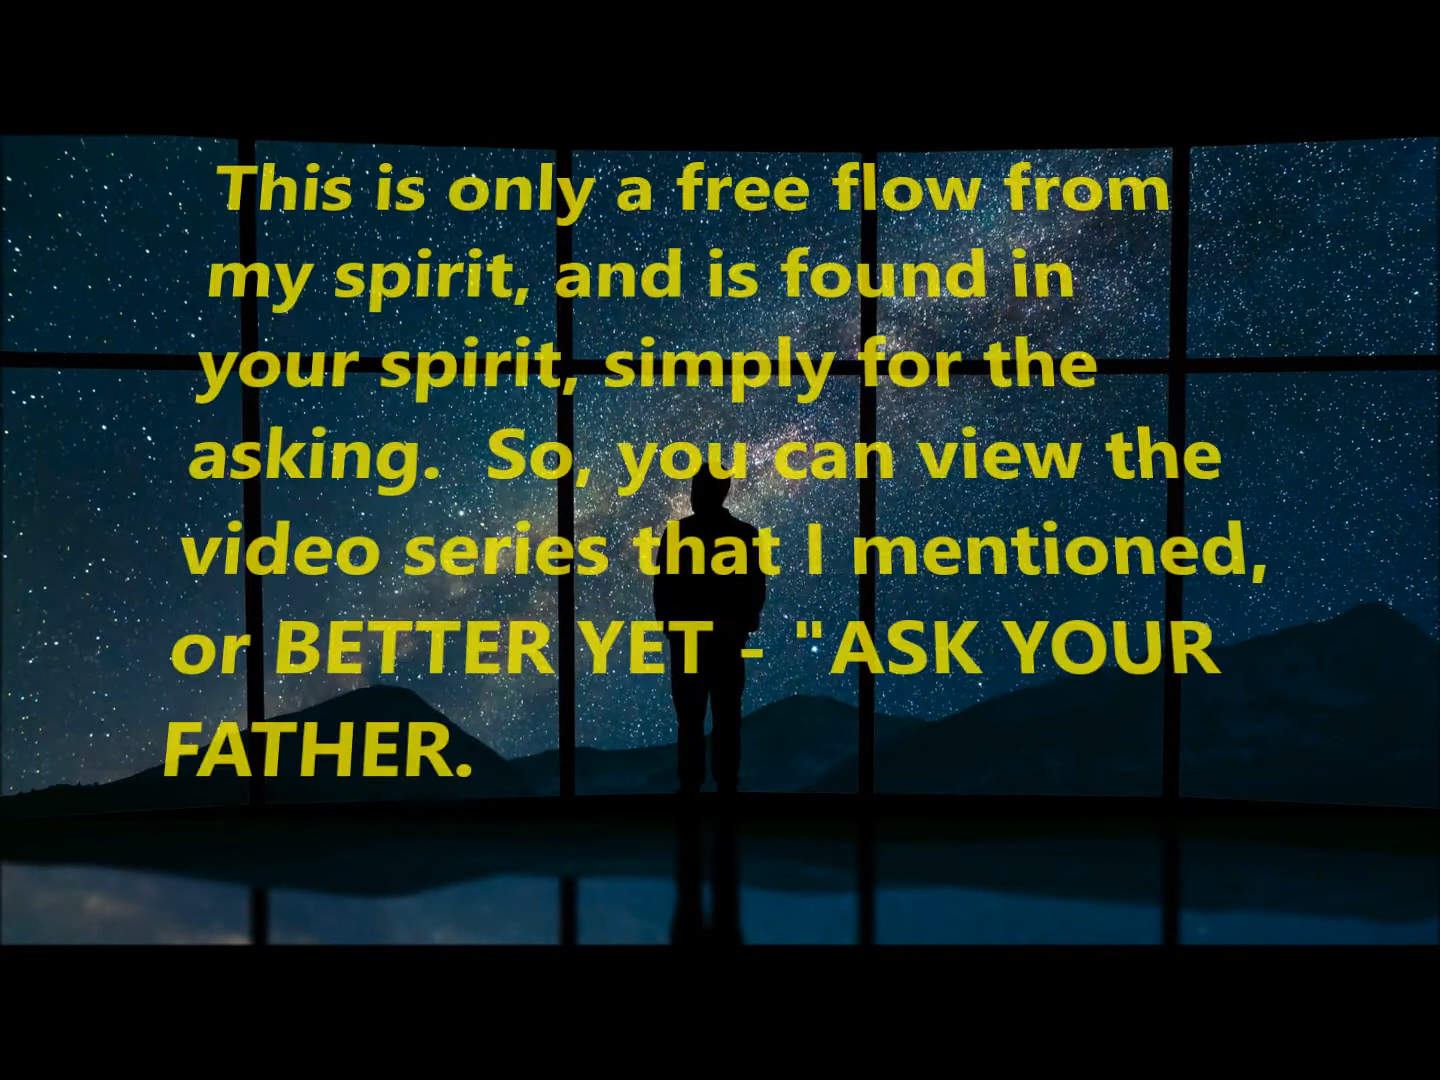 This is only a free flow from
my spirit, and is found in
your spirit, simply for the
asking.  So, you can view the
video series that I mentioned,
or BETTER YET -  "ASK YOUR
FATHER.